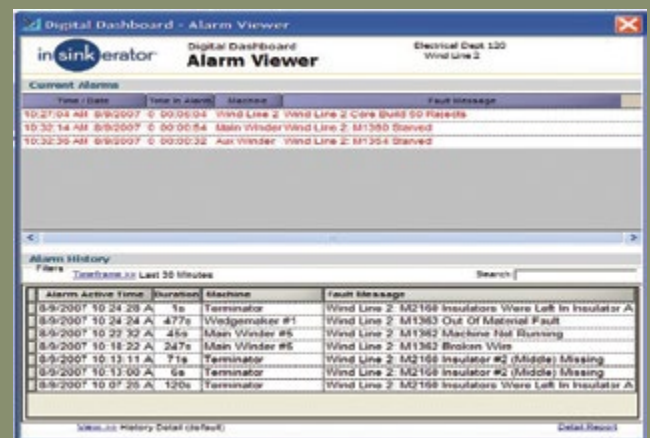 Digital Dashboard - Alarm Viewer
insinkerator
Digital Dashboard
Alarm Viewer
Electrical Dept 120
Wind Line 2
Current Alarms
Time / Date Time in Alarm Machine Fault Message
10:27:04 AM 8/9/2007 0 00:06:04 Wind Line 2 Wind Line 2 Core Build 50 Rejects
10:32:14 AM 8/9/2007 0 00:00:54 Main Winder Wind Line 2: M1360 Starved
10:32:36 AM 8/9/2007 0 00:00:32 Aux Winder Wind Line 2: M1364 Starved
Alarm History
Filters
Timeframe >> Last 30 Minutes Search:
Alarm Active Time Duration Machine Fault Message
8/9/2007 10:24:28 A 1s Terminator Wind Line 2: M2168 Insulators Were Left In Insulator A
8/9/2007 10:24:24 A 477s Wedgemaker #1 Wind Line 2: M1363 Out Of Material Fault
8/9/2007 10:22:32 A 45s Main Winder #5 Wind Line 2: M1362 Machine Not Running
8/9/2007 10:18:22 A 247s Main Winder #5 Wind Line 2: M1362 Broken Wire
8/9/2007 10:13:11 A 71s Terminator Wind Line 2: M2168 Insulator #2 (Middle) Missing
8/9/2007 10:13:00 A 6s Terminator Wind Line 2: M2168 Insulator #2 (Middle) Missing
8/9/2007 10:07:25 A 120s Terminator Wind Line 2: M2168 Insulators Were Left In Insulator A
View >> History Detail (default) Detail Report